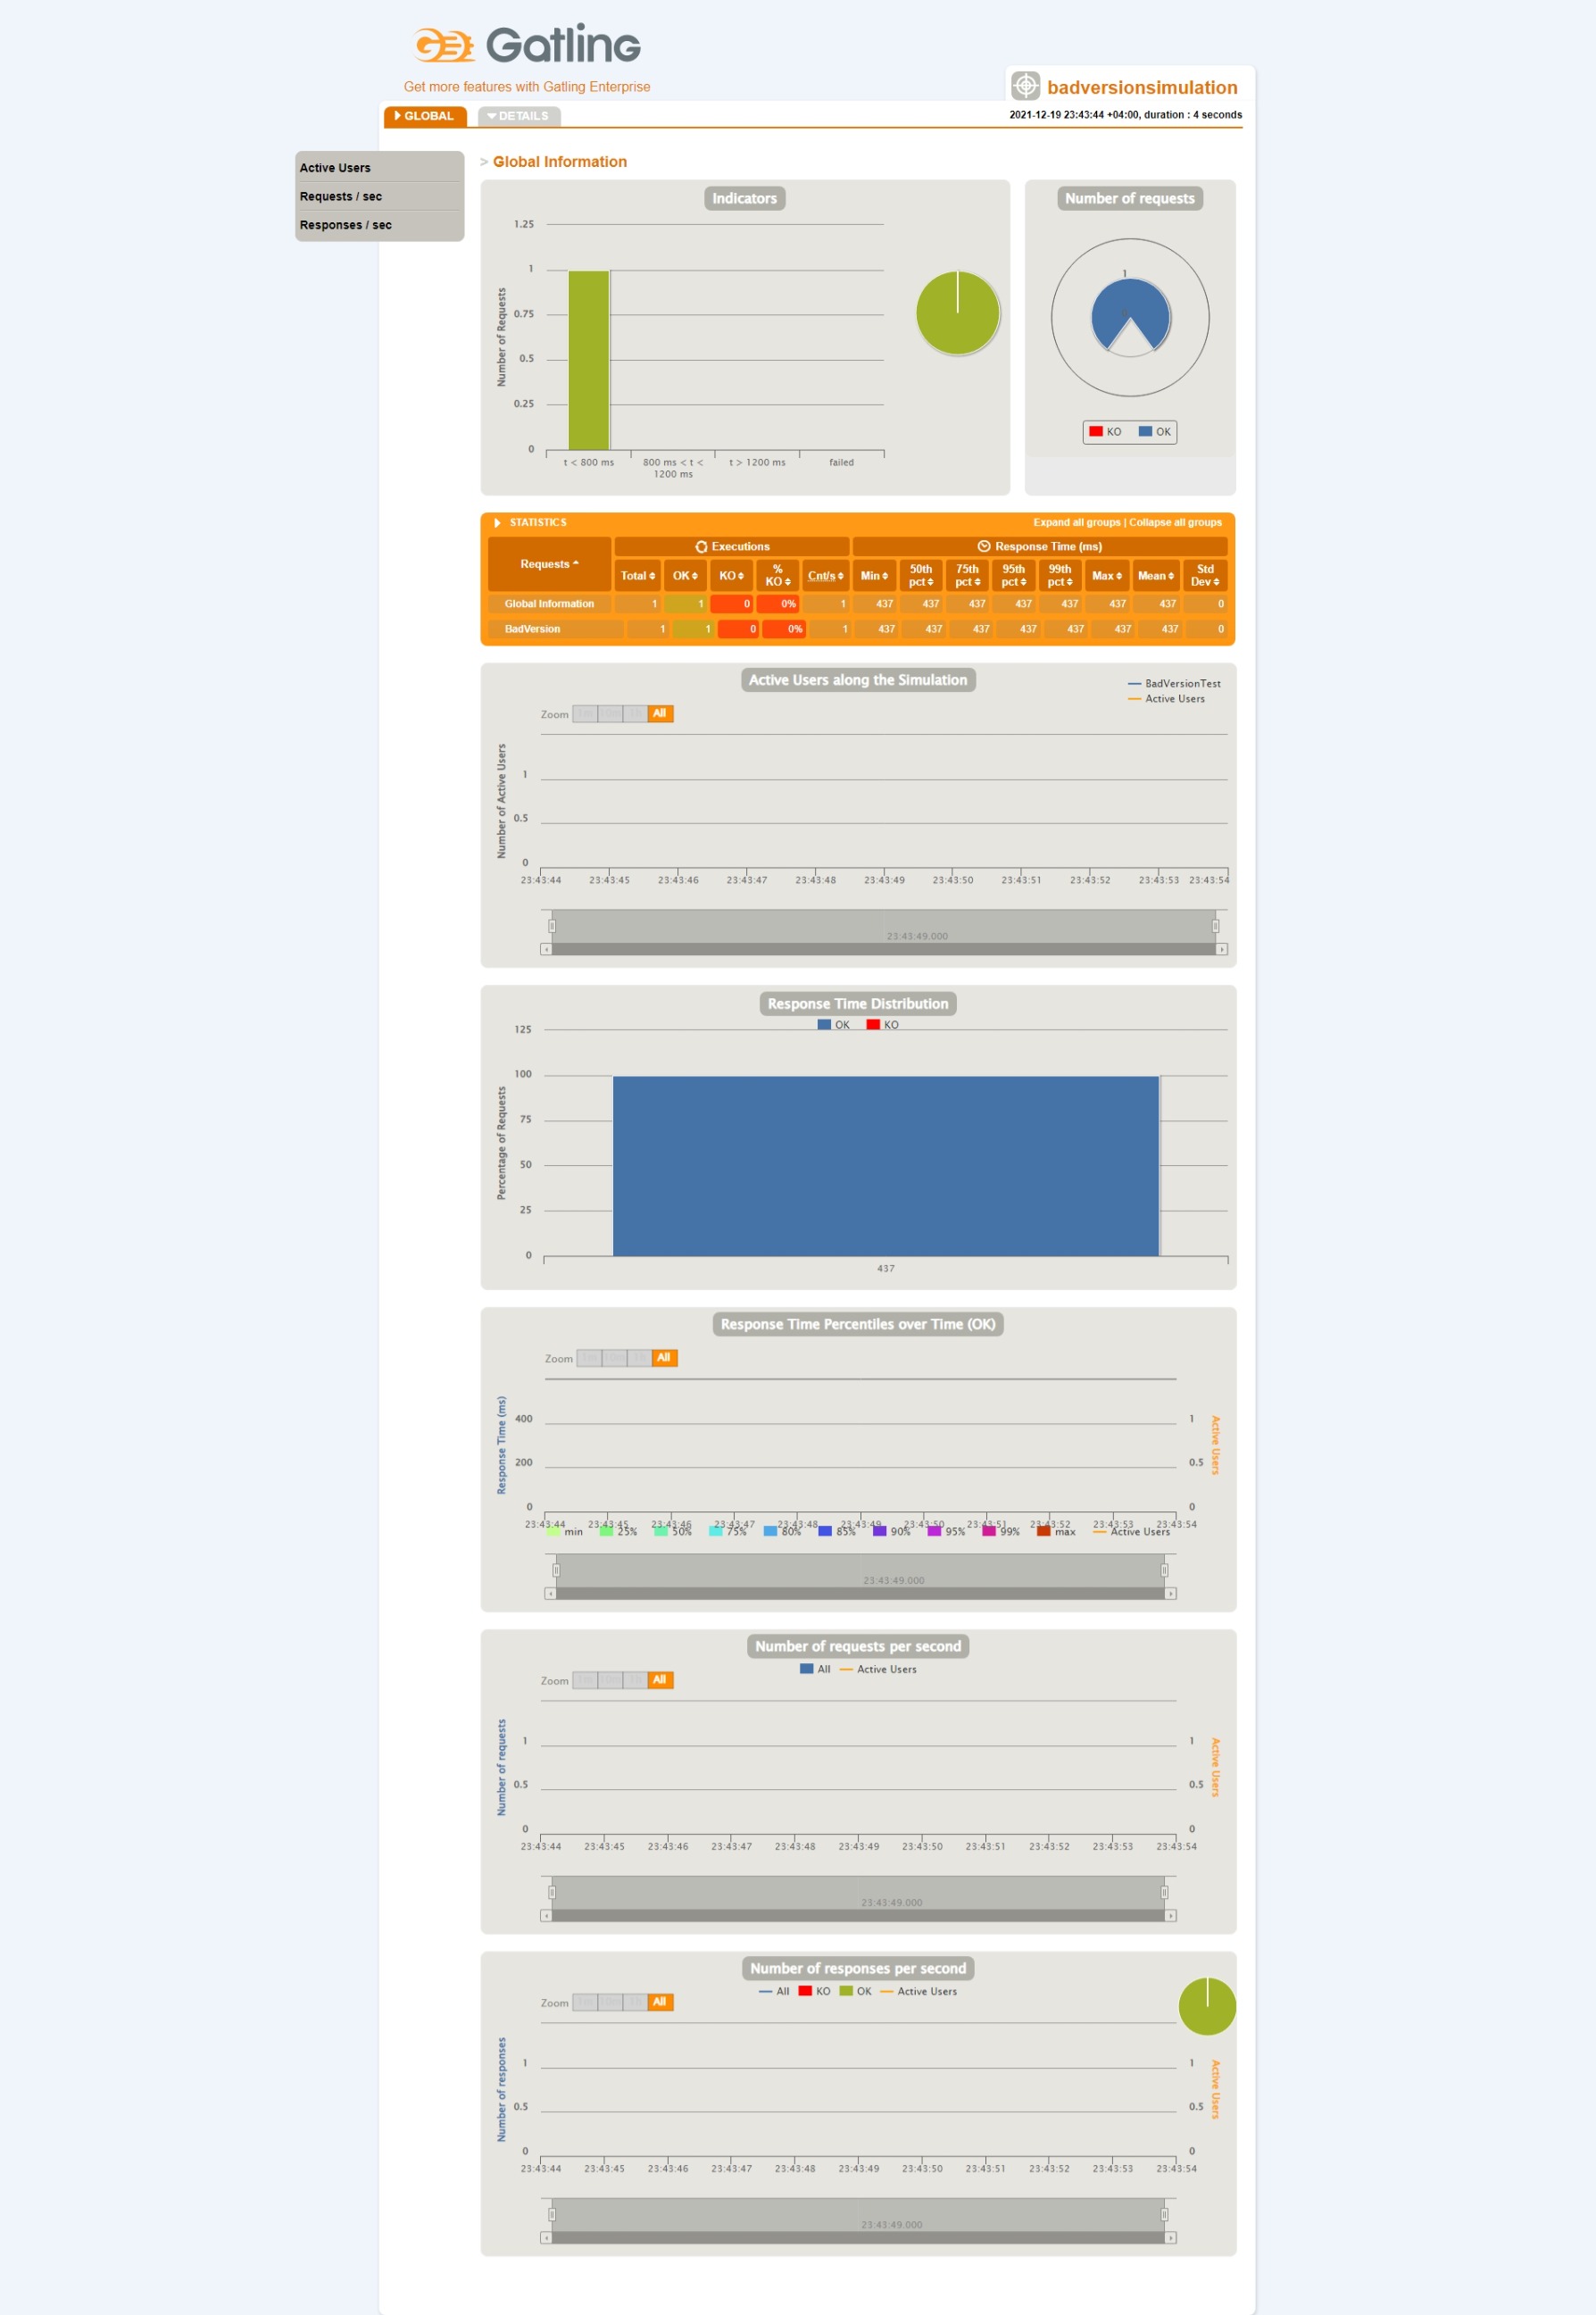 Gatling
Get more features with Gatling Enterprise
badversionsimulation
GLOBAL
DETAILS
2021-12-19 23:43:44 +04:00, duration : 4 seconds
Active Users
Requests / sec
Responses / sec
> Global Information
Indicators
Number of Requests
1.25
1
0.75
0.5
0.25
0
t < 800 ms
800 ms < t < 1200 ms
t > 1200 ms
failed
Number of requests
1
KO OK
STATISTICS
Expand all groups | Collapse all groups
Requests
Executions
Response Time (ms)
Total OK KO % KO Cnt/s Min 50th pct 75th pct 95th pct 99th pct Max Mean Std Dev
Global Information 1 1 0 0% 1 437 437 437 437 437 437 437 0
BadVersion 1 1 0 0% 1 437 437 437 437 437 437 437 0
Active Users along the Simulation
BadVersionTest
Active Users
Zoom All
Number of Active Users
1
0.5
0
23:43:44 23:43:45 23:43:46 23:43:47 23:43:48 23:43:49 23:43:50 23:43:51 23:43:52 23:43:53 23:43:54
23:43:49.000
Response Time Distribution
OK KO
Percentage of Requests
125
100
75
50
25
0
437
Response Time Percentiles over Time (OK)
Zoom All
Response Time (ms)
400
200
0
Active Users
1
0.5
0
23:43:44 23:43:45 23:43:46 23:43:47 23:43:48 23:43:49 23:43:50 23:43:51 23:43:52 23:43:53 23:43:54
min 25% 50% 75% 80% 85% 90% 95% 99% max Active Users
23:43:49.000
Number of requests per second
All Active Users
Zoom All
Number of requests
1
0.5
0
Active Users
1
0.5
0
23:43:44 23:43:45 23:43:46 23:43:47 23:43:48 23:43:49 23:43:50 23:43:51 23:43:52 23:43:53 23:43:54
23:43:49.000
Number of responses per second
All KO OK Active Users
Zoom All
Number of responses
1
0.5
0
Active Users
1
0.5
0
23:43:44 23:43:45 23:43:46 23:43:47 23:43:48 23:43:49 23:43:50 23:43:51 23:43:52 23:43:53 23:43:54
23:43:49.000